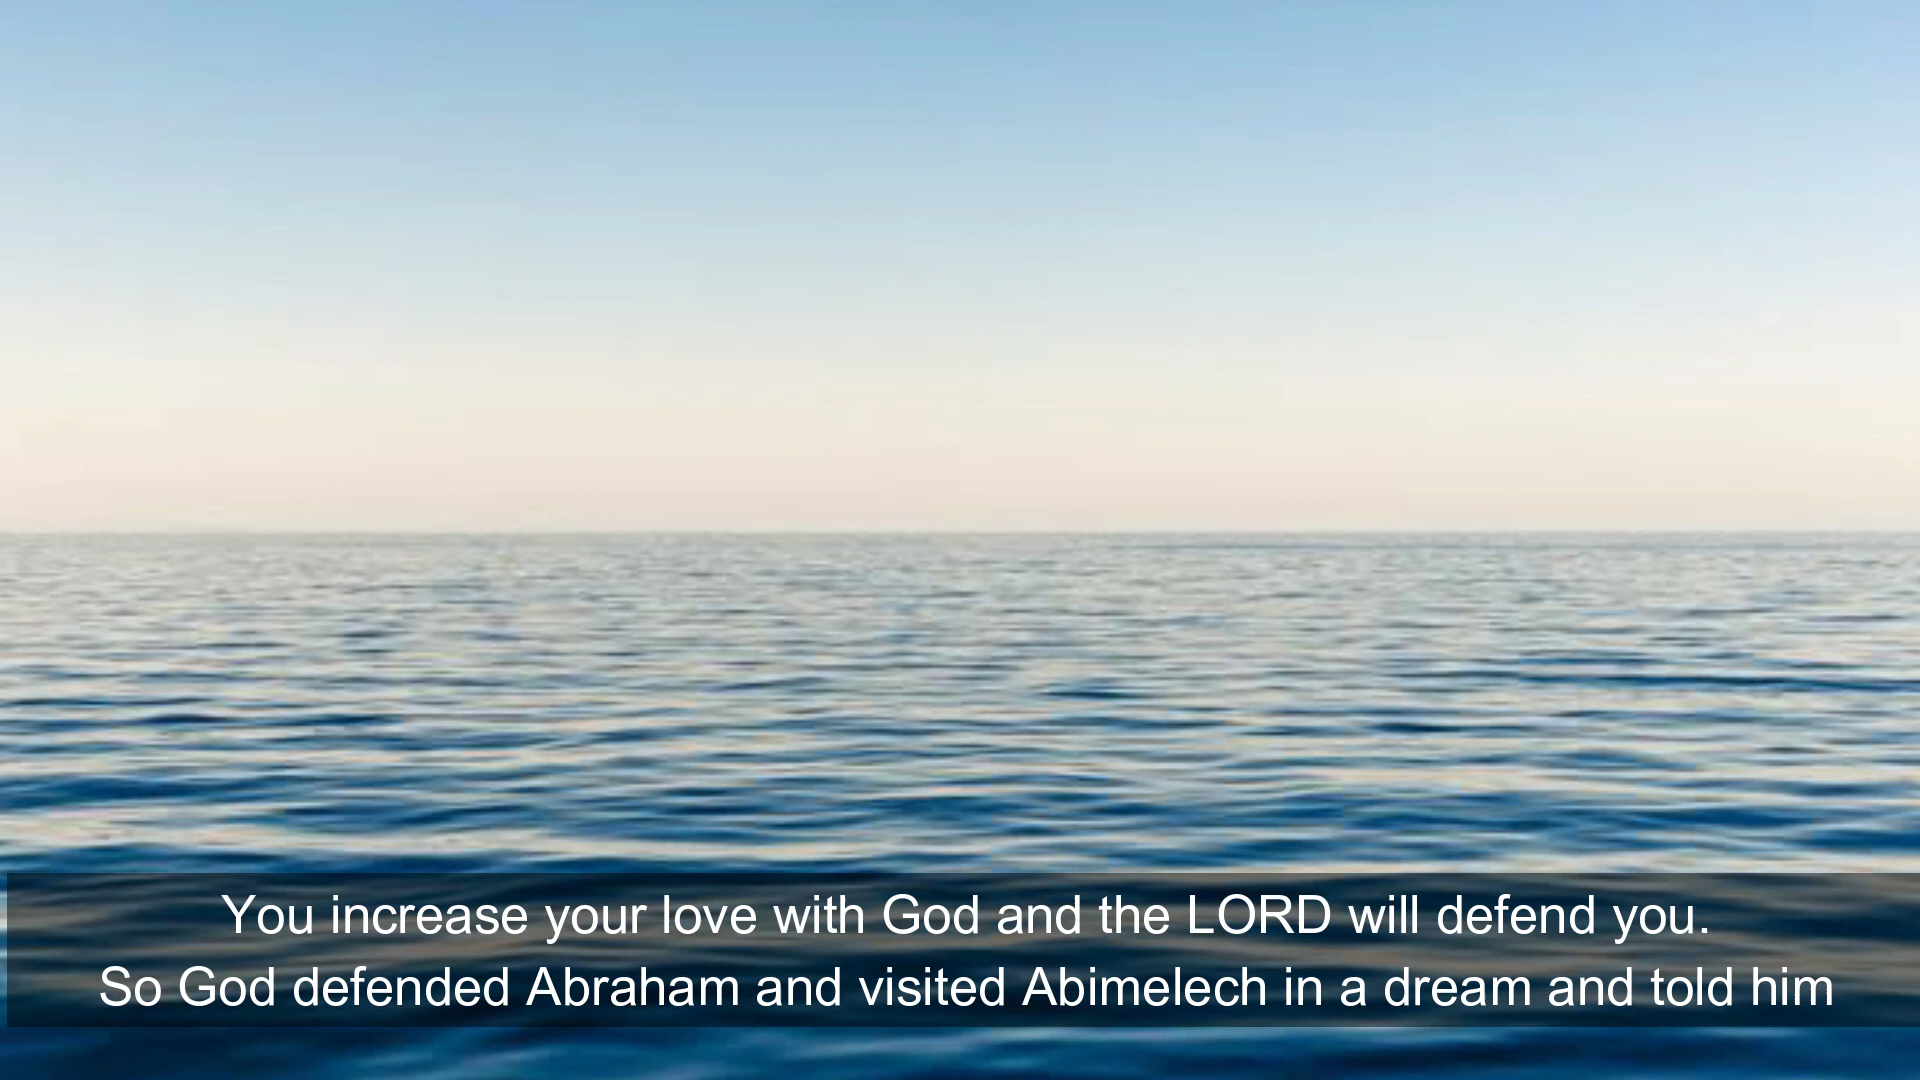 You increase your love with God and the LORD will defend you.
So God defended Abraham and visited Abimelech in a dream and told him